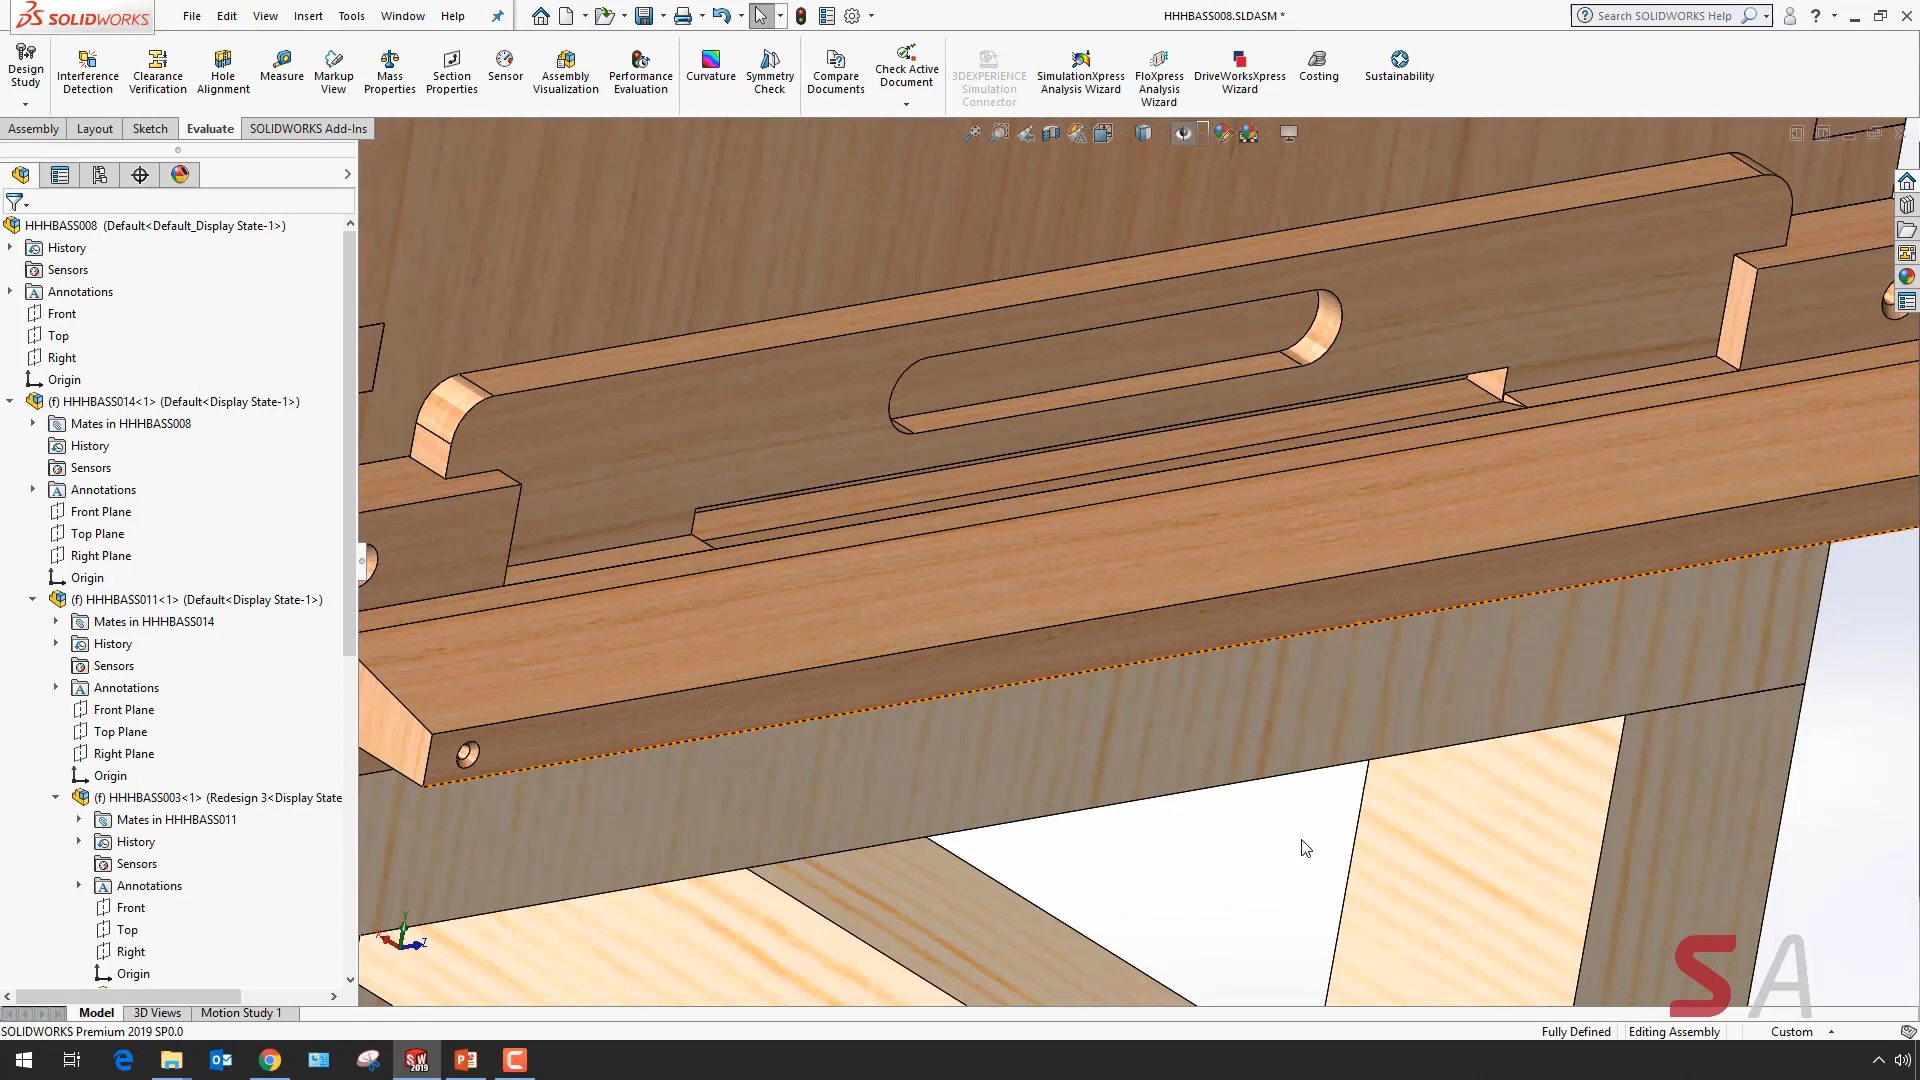 SOLIDWORKS
File Edit View Insert Tools Window Help
HHHBASS008.SLDASM *
Search SOLIDWORKS Help
?
Design Study
Interference Detection
Clearance Verification
Hole Alignment
Measure
Markup View
Mass Properties
Section Properties
Sensor
Assembly Visualization
Performance Evaluation
Curvature
Symmetry Check
Compare Documents
Check Active Document
3DEXPERIENCE Simulation Connector
SimulationXpress Analysis Wizard
FloXpress Analysis Wizard
DriveWorksXpress Wizard
Costing
Sustainability
Assembly Layout Sketch Evaluate SOLIDWORKS Add-Ins
HHHBASS008 (Default<Default_Display State-1>)
History
Sensors
Annotations
Front
Top
Right
Origin
(f) HHHBASS014<1> (Default<Display State-1>)
Mates in HHHBASS008
History
Sensors
Annotations
Front Plane
Top Plane
Right Plane
Origin
(f) HHHBASS011<1> (Default<Display State-1>)
Mates in HHHBASS014
History
Sensors
Annotations
Front Plane
Top Plane
Right Plane
Origin
(f) HHHBASS003<1> (Redesign 3<Display State
Mates in HHHBASS011
History
Sensors
Annotations
Front
Top
Right
Origin
Y
X
Z
SA
Model 3D Views Motion Study 1
SOLIDWORKS Premium 2019 SP0.0
Fully Defined Editing Assembly Custom